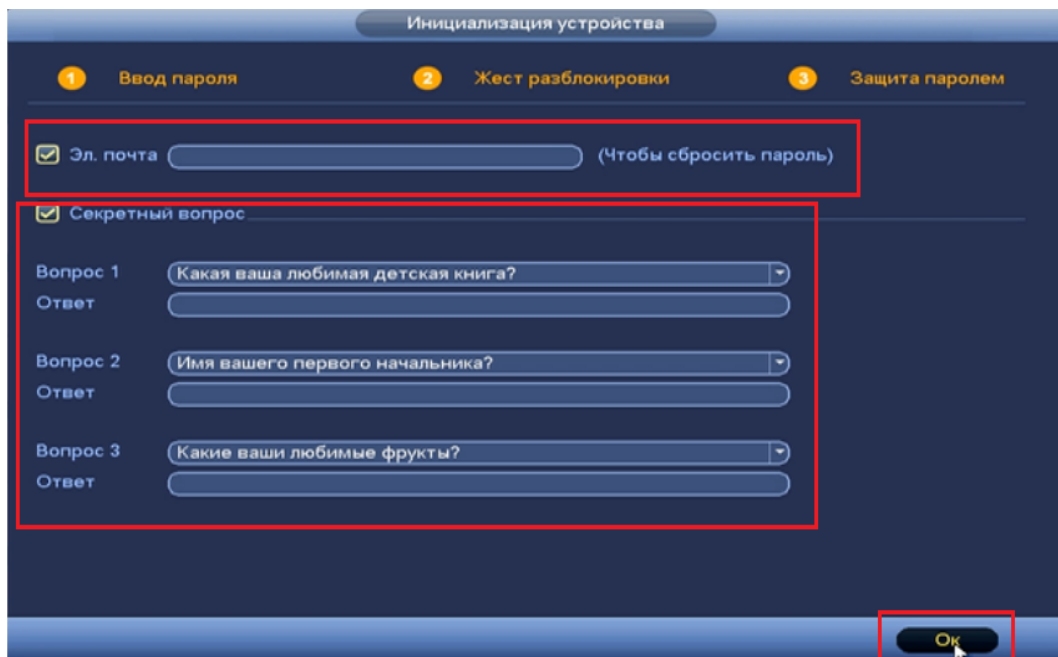 Инициализация устройства
1 Ввод пароля 2 Жест разблокировки 3 Защита паролем
Эл. почта (Чтобы сбросить пароль)
Секретный вопрос
Вопрос 1 Какая ваша любимая детская книга?
Ответ
Вопрос 2 Имя вашего первого начальника?
Ответ
Вопрос 3 Какие ваши любимые фрукты?
Ответ
Ок